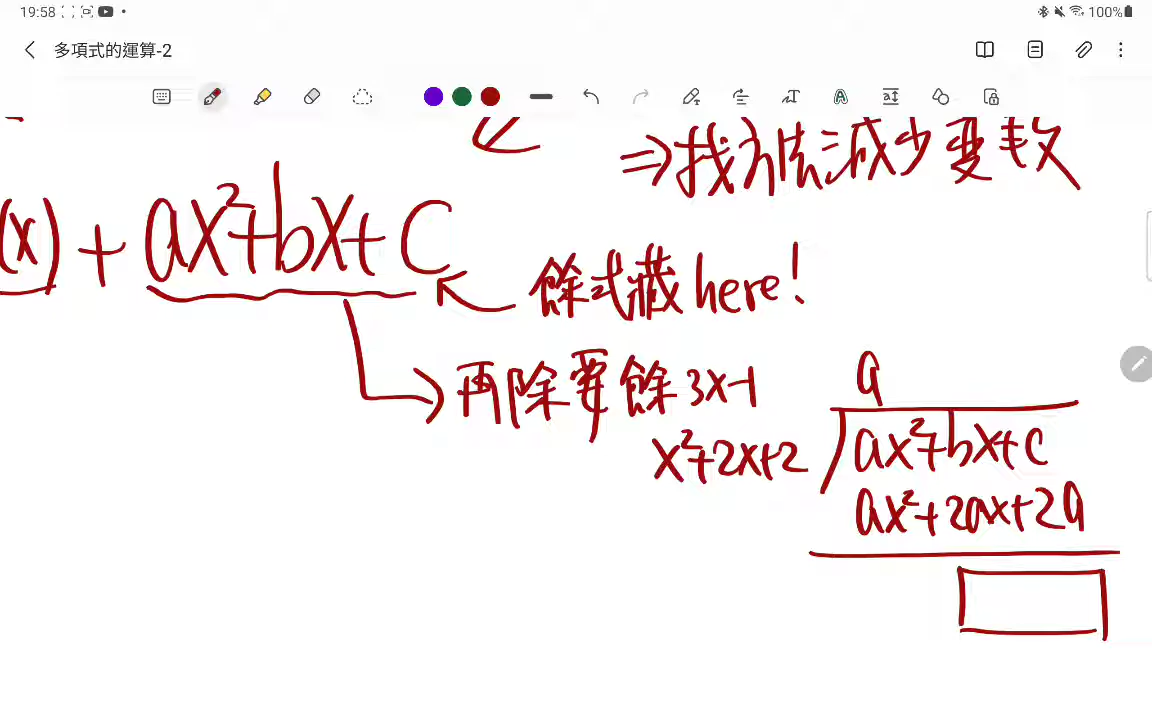 19:58
100%
多項式的運算-2
⇒找方法減少變數
(x) + ax²+bx+c
餘式藏here!
再除要餘3x-1
a
x²+2x+2 ax²+bx+c
ax²+2ax+2a